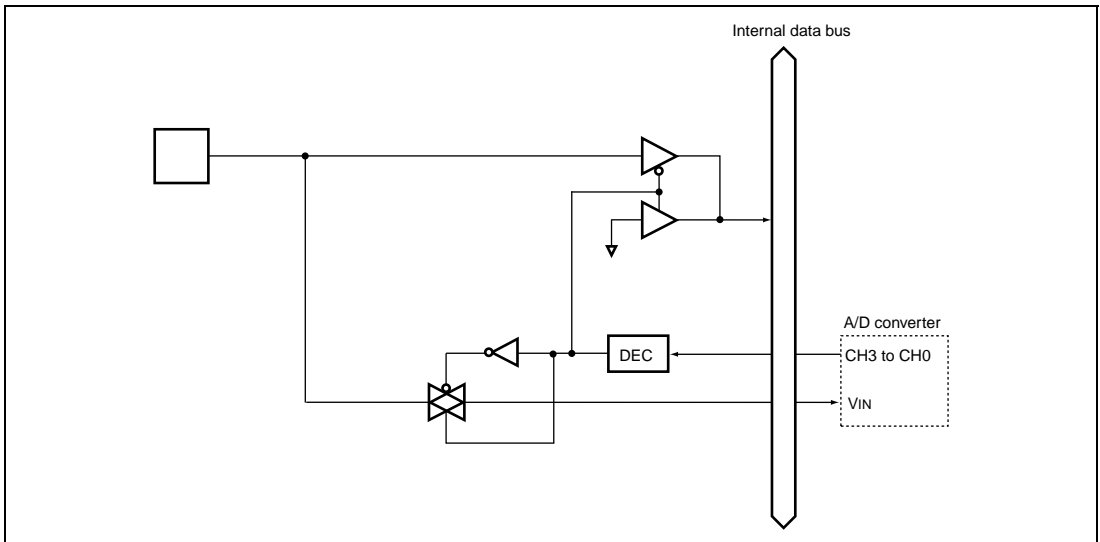 Internal data bus
A/D converter
DEC
CH3 to CH0
VIN